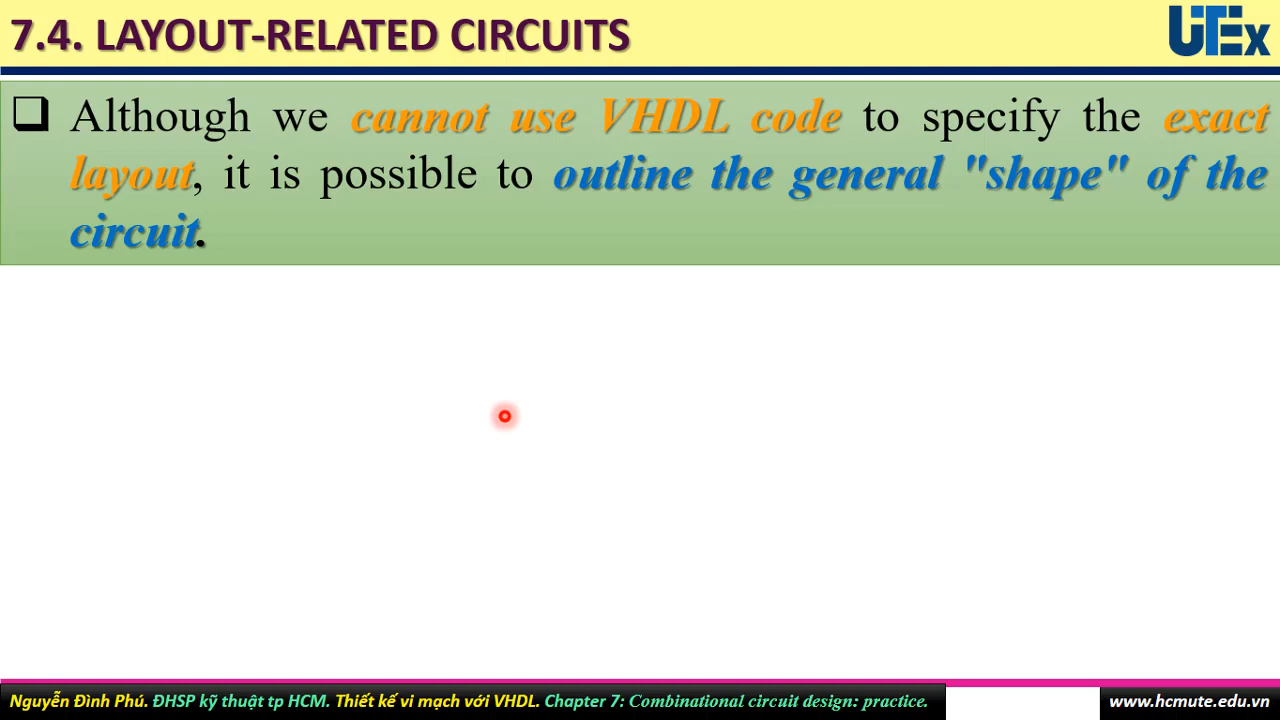 7.4. LAYOUT-RELATED CIRCUITS
UTEx
Although we cannot use VHDL code to specify the exact
layout, it is possible to outline the general "shape" of the
circuit.
Nguyễn Đình Phú. ĐHSP kỹ thuật tp HCM. Thiết kế vi mạch với VHDL. Chapter 7: Combinational circuit design: practice.
www.hcmute.edu.vn